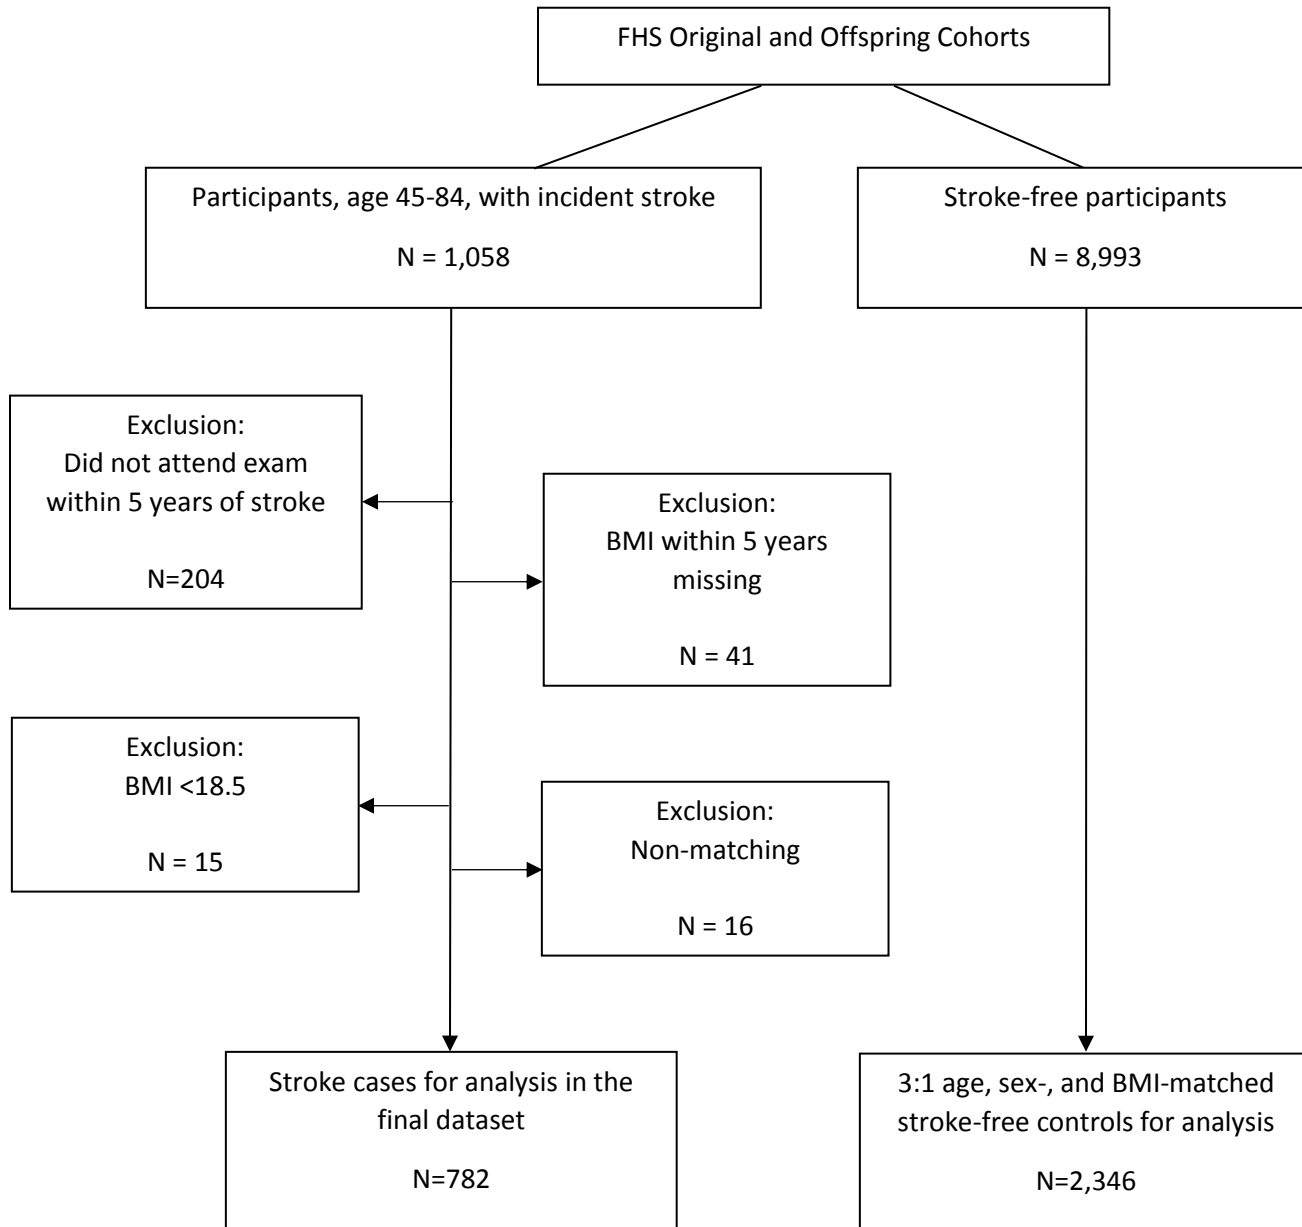 FHS Original and Offspring Cohorts
Participants, age 45-84, with incident stroke
N = 1,058
Stroke-free participants
N = 8,993
Exclusion:
Did not attend exam
within 5 years of stroke
N=204
Exclusion:
BMI within 5 years
missing
N = 41
Exclusion:
BMI <18.5
N = 15
Exclusion:
Non-matching
N = 16
Stroke cases for analysis in the
final dataset
N=782
3:1 age, sex-, and BMI-matched
stroke-free controls for analysis
N=2,346